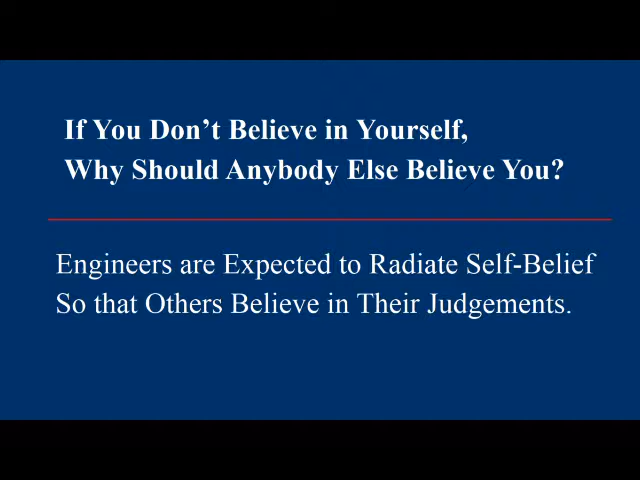 If You Don’t Believe in Yourself,
Why Should Anybody Else Believe You?
Engineers are Expected to Radiate Self-Belief
So that Others Believe in Their Judgements.